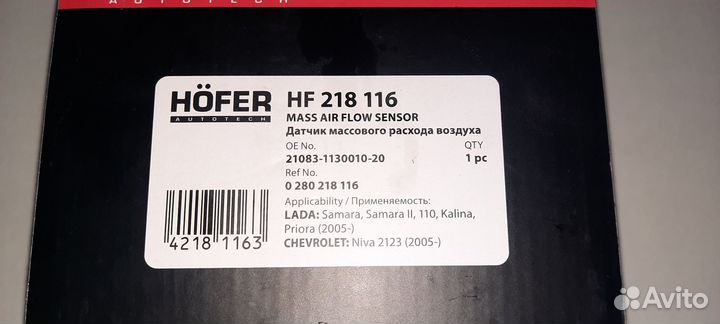 AUTOTECH
HÖFER
AUTOTECH
HF 218 116
MASS AIR FLOW SENSOR
Датчик массового расхода воздуха
OE No. QTY
21083-1130010-20 1 pc
Ref No.
0 280 218 116
Applicability / Применяемость:
LADA: Samara, Samara II, 110, Kalina,
Priora (2005-)
CHEVROLET: Niva 2123 (2005-)
4218 1163
Avito